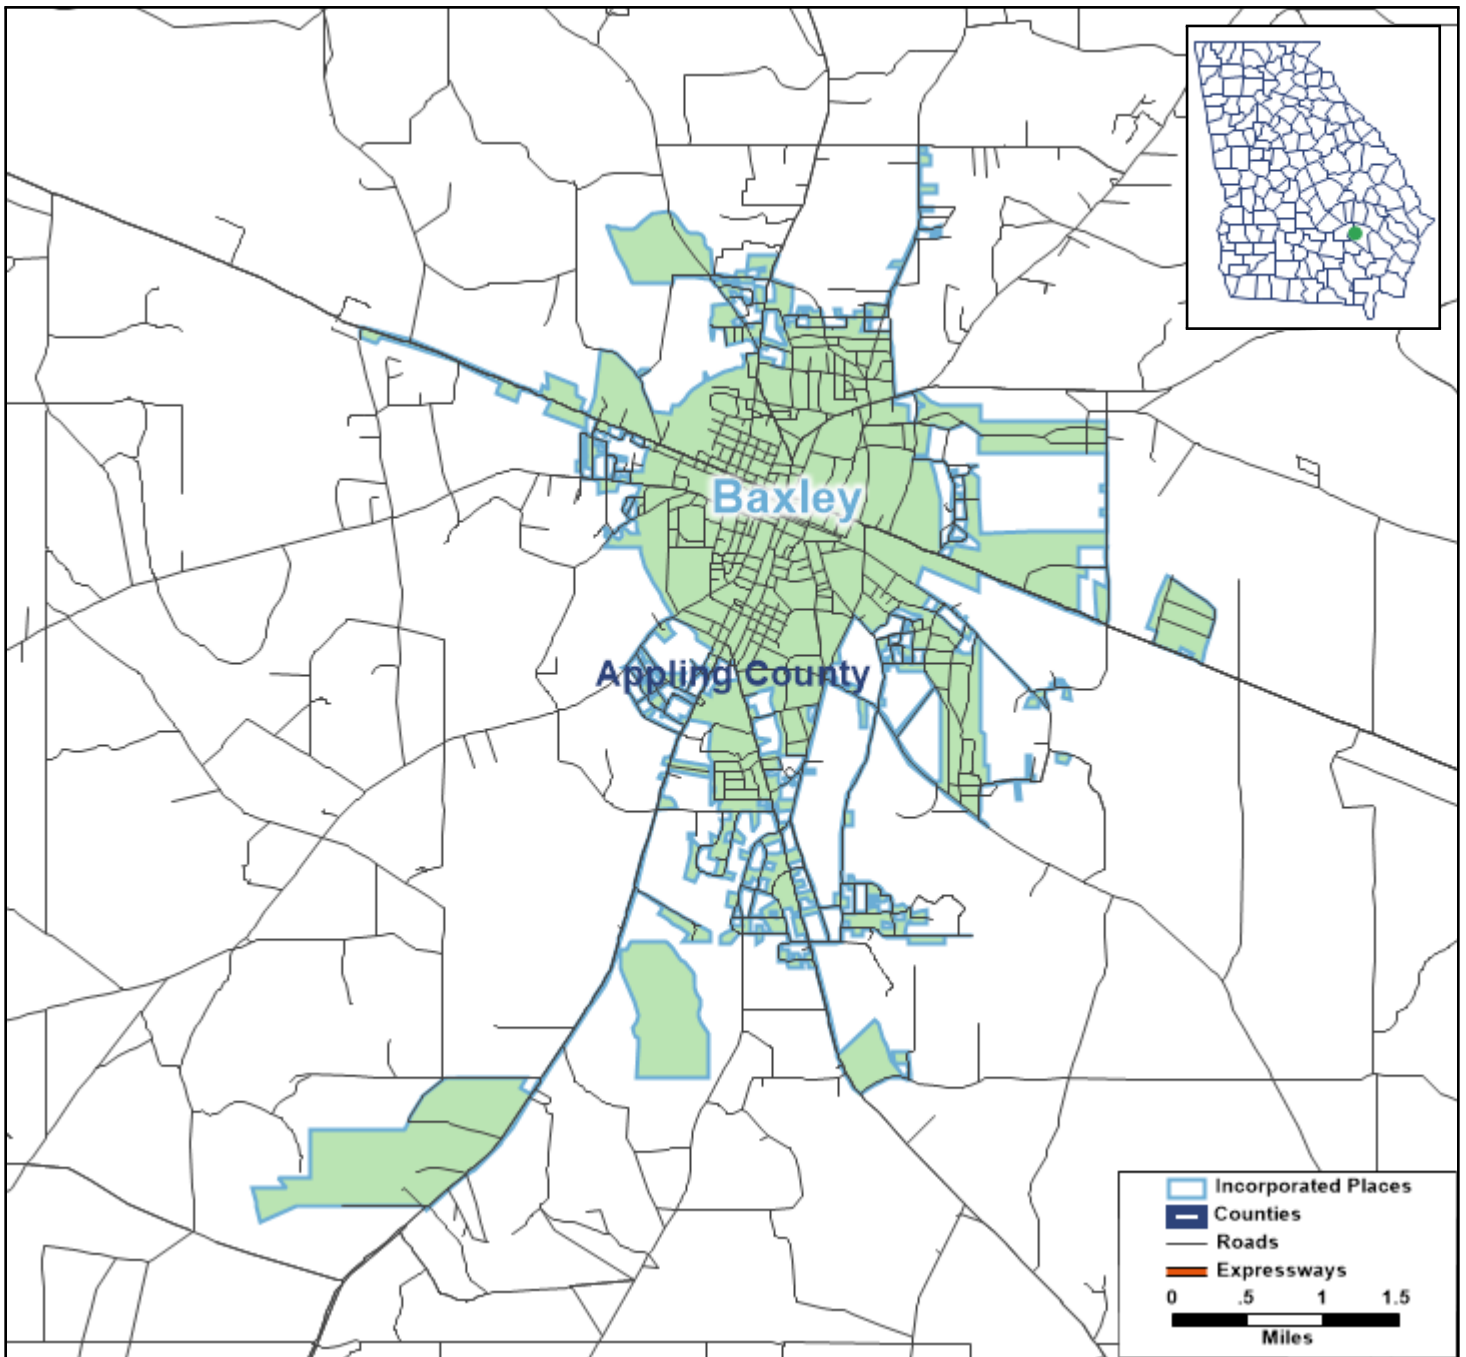 Baxley
Appling County
Incorporated Places
Counties
Roads
Expressways
0 .5 1 1.5
Miles